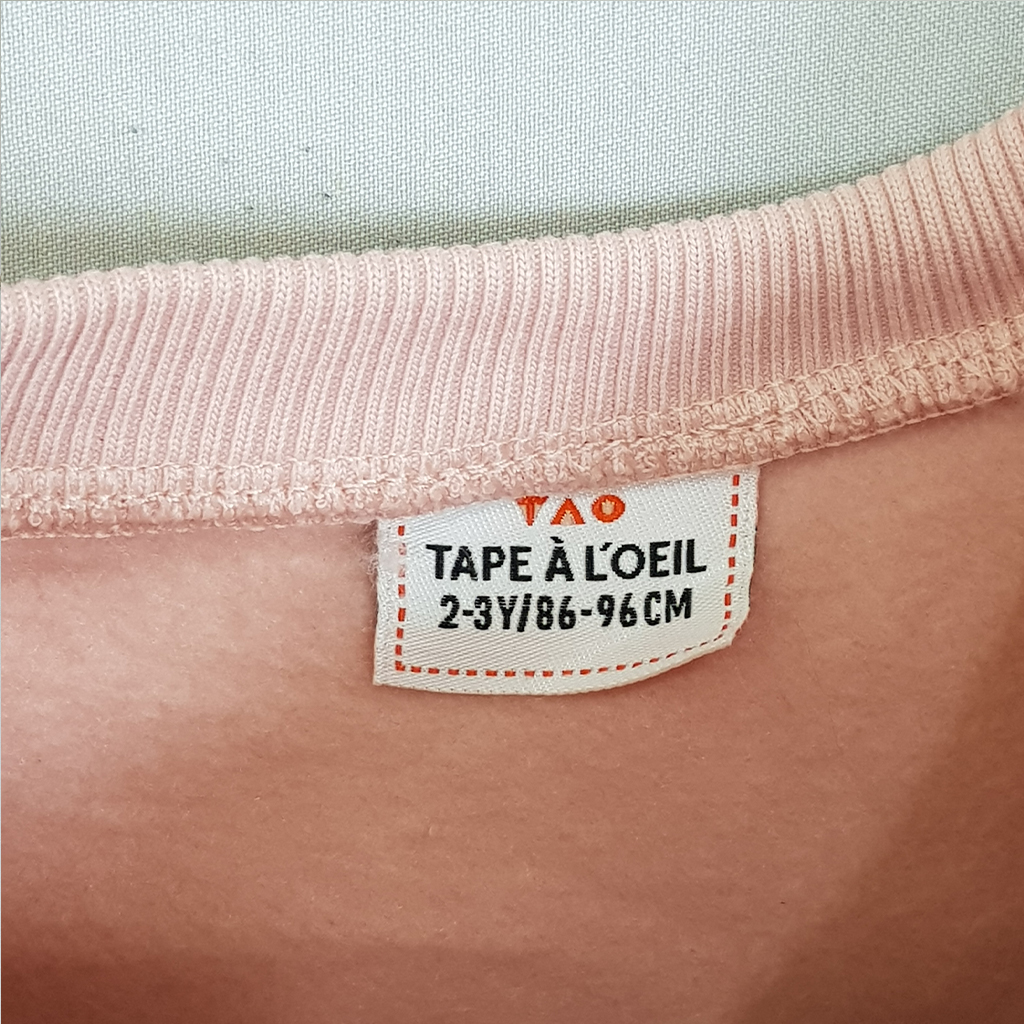 TAO
TAPE À L'OEIL
2-3Y/86-96CM